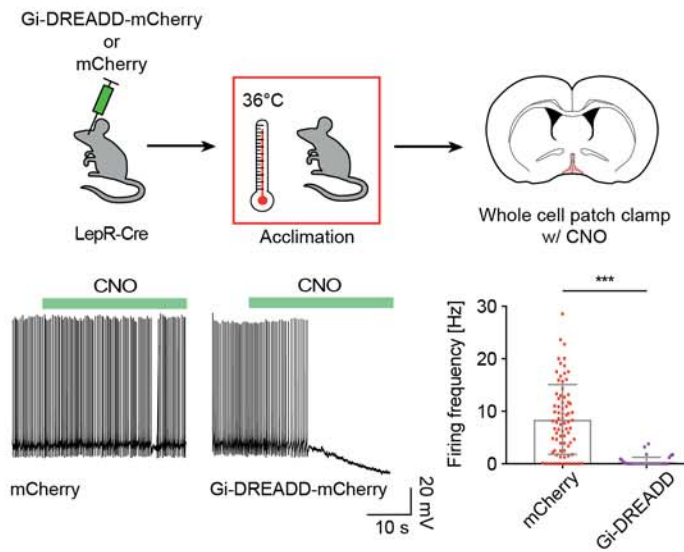 Gi-DREADD-mCherry
or
mCherry
36°C
LepR-Cre
Acclimation
Whole cell patch clamp
w/ CNO
CNO
CNO
mCherry
Gi-DREADD-mCherry
20 mV
10 s
***
Firing frequency [Hz]
30
20
10
0
mCherry
Gi-DREADD